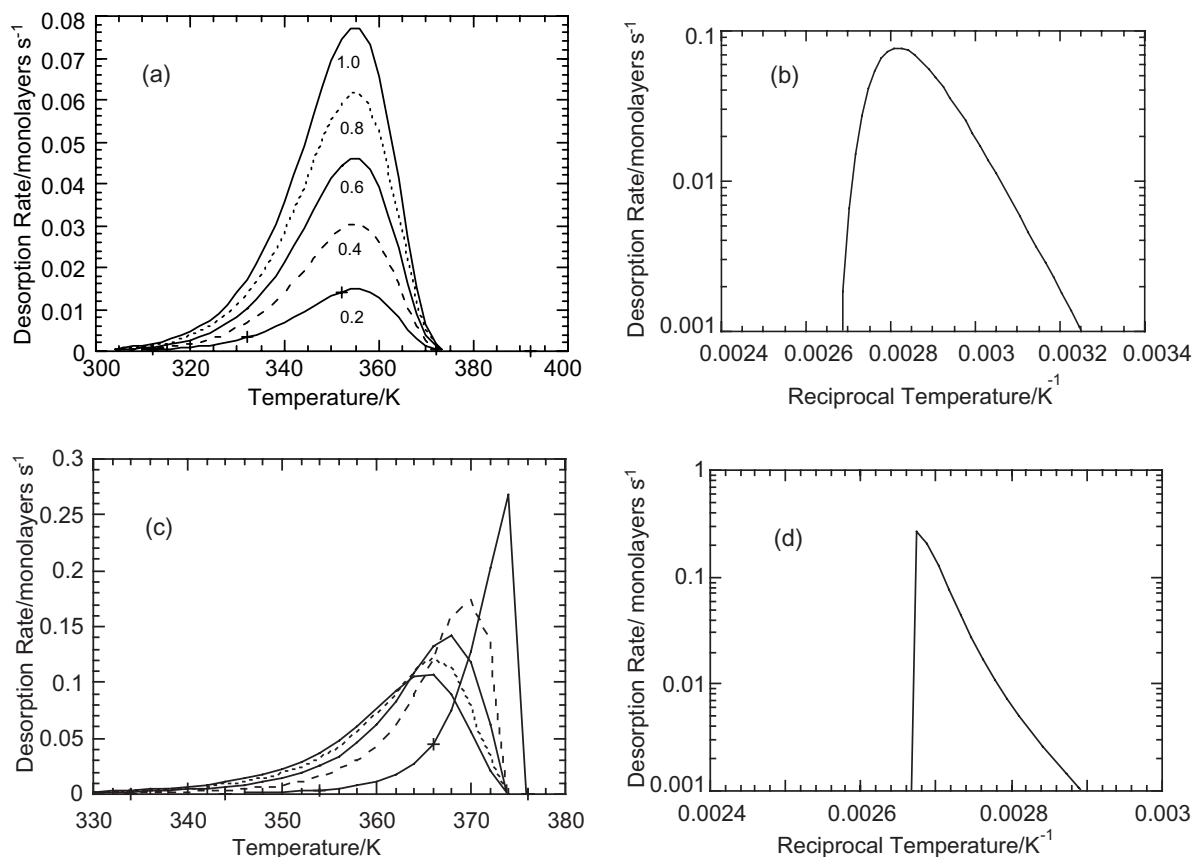 Desorption Rate/monolayers s-1
0.08
0.07
0.06
0.05
0.04
0.03
0.02
0.01
0
(a)
1.0
0.8
0.6
0.4
0.2
300 320 340 360 380 400
Temperature/K
Desorption Rate/monolayers s-1
0.1
0.01
0.001
(b)
0.0024 0.0026 0.0028 0.003 0.0032 0.0034
Reciprocal Temperature/K-1
Desorption Rate/monolayers s-1
0.3
0.25
0.2
0.15
0.1
0.05
0
(c)
330 340 350 360 370 380
Temperature/K
Desorption Rate/ monolayers s-1
1
0.1
0.01
0.001
(d)
0.0024 0.0026 0.0028 0.003
Reciprocal Temperature/K-1